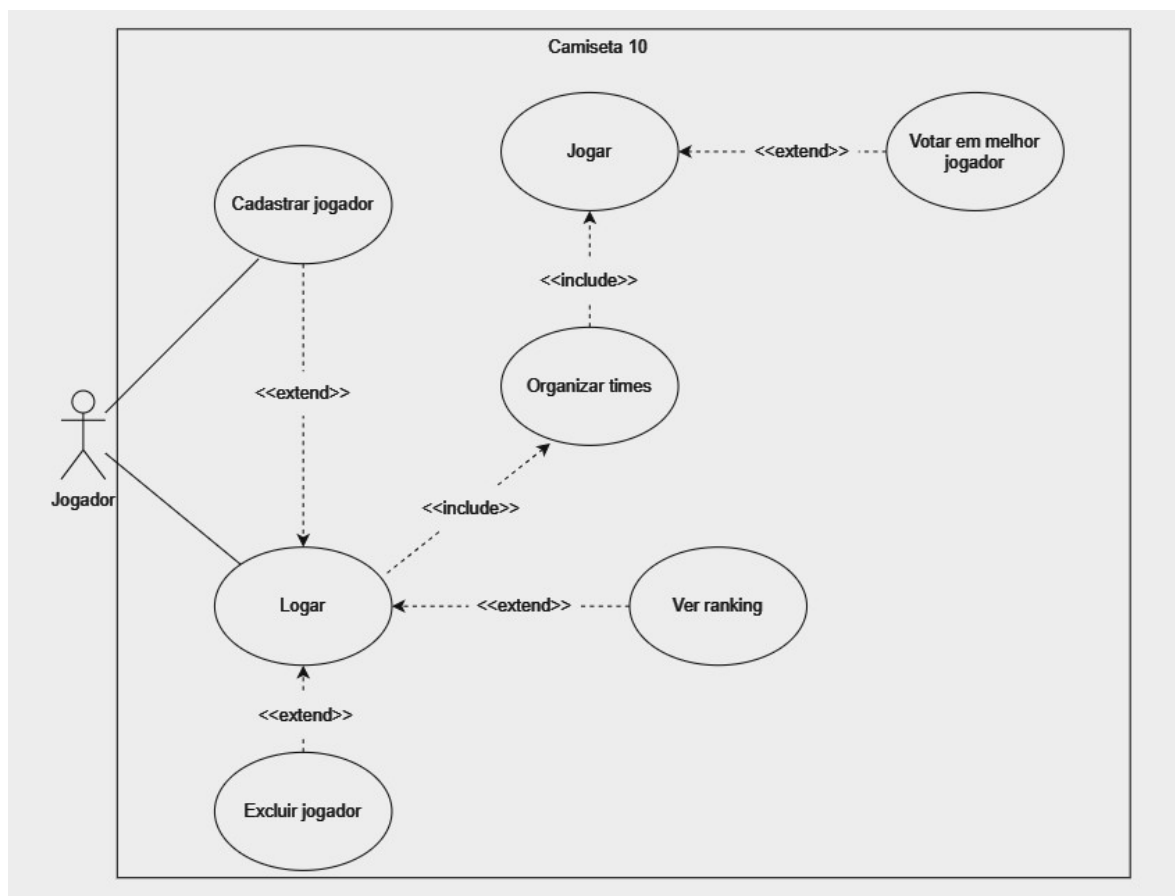 Camiseta 10
Jogar
<<extend>>
Votar em melhor
jogador
Cadastrar jogador
<<include>>
Organizar times
<<extend>>
Jogador
<<include>>
Logar
<<extend>>
Ver ranking
<<extend>>
Excluir jogador